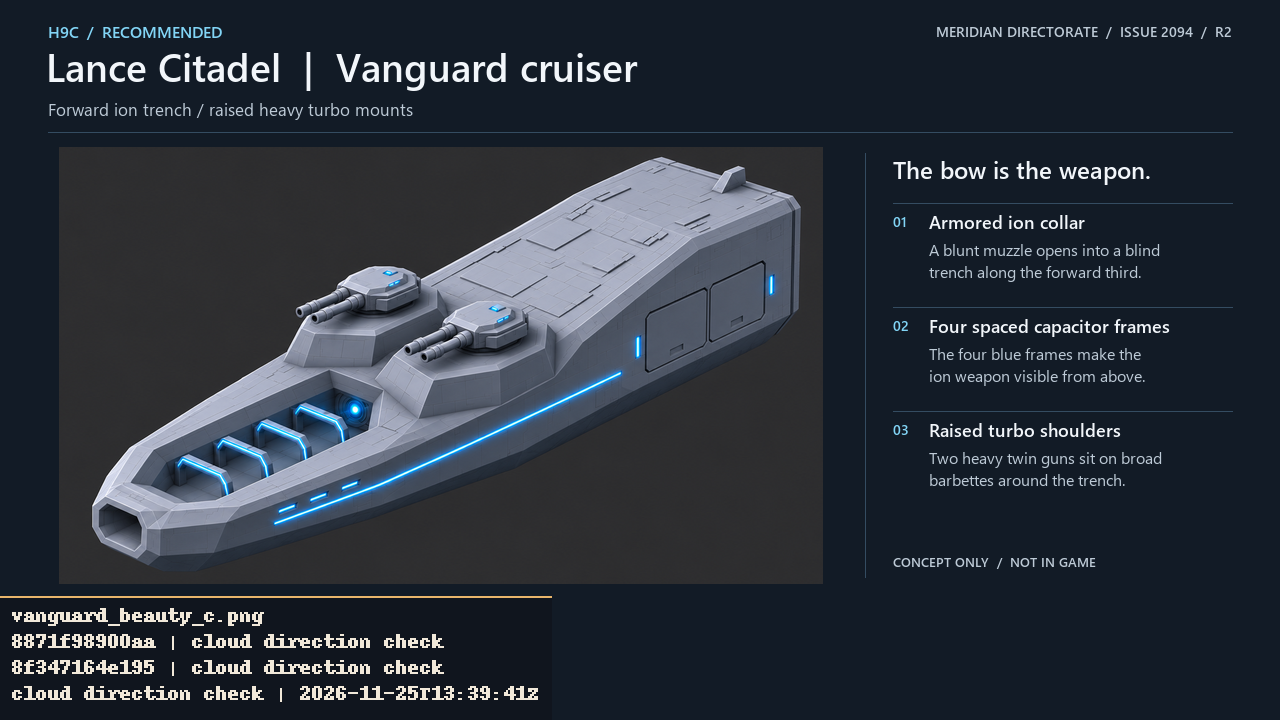 H9C / RECOMMENDED
MERIDIAN DIRECTORATE / ISSUE 2094 / R2
Lance Citadel | Vanguard cruiser
Forward ion trench / raised heavy turbo mounts
The bow is the weapon.
01 Armored ion collar
A blunt muzzle opens into a blind
trench along the forward third.
02 Four spaced capacitor frames
The four blue frames make the
ion weapon visible from above.
03 Raised turbo shoulders
Two heavy twin guns sit on broad
barbettes around the trench.
CONCEPT ONLY / NOT IN GAME
vanguard_beauty_c.png
8871f98900aa | cloud direction check
8f347164e195 | cloud direction check
cloud direction check | 2026-11-25T13:39:41Z